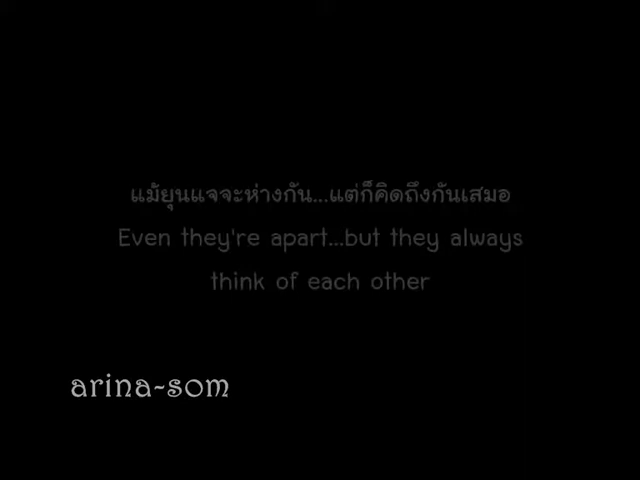 แม้ยุนแจจะห่างกัน...แต่ก็คิดถึงกันเสมอ
Even they're apart...but they always
think of each other
arina-som